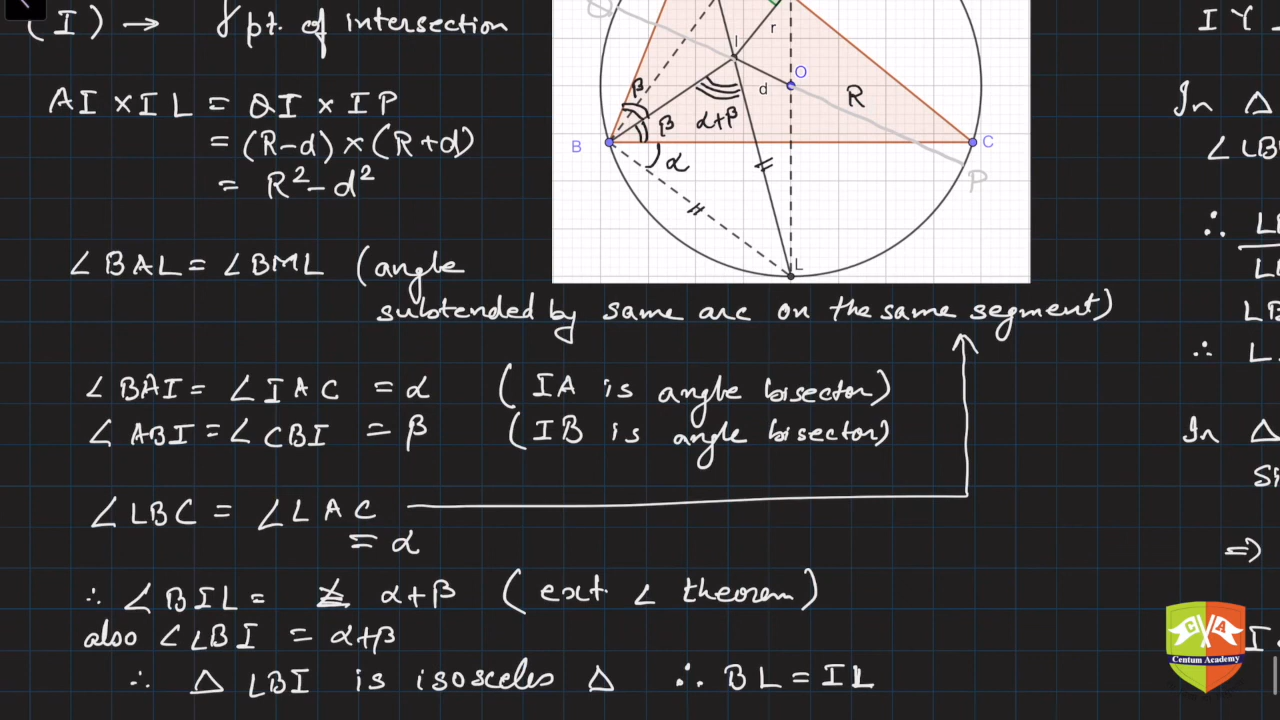 (I) → pt. of intersection
AI × IL = QI × IP
= (R-d) × (R+d)
= R² - d²
∠BAL = ∠BML (angle
subtended by same arc on the same segment)
∠BAI = ∠IAC = α (IA is angle bisector)
∠ABI = ∠CBI = β (IB is angle bisector)
∠LBC = ∠LAC
= α
∴ ∠BIL = α+β (ext. ∠ theorem)
also ∠LBI = α+β
∴ △ LBI is isosceles △ ∴ BL = IL
I
r
O
d
R
β
β
α+β
B
C
α
P
L
I Y
In △
∠LB
∴ L
L
∴ L
In △
S
⇒
I.
C A
Centum Academy